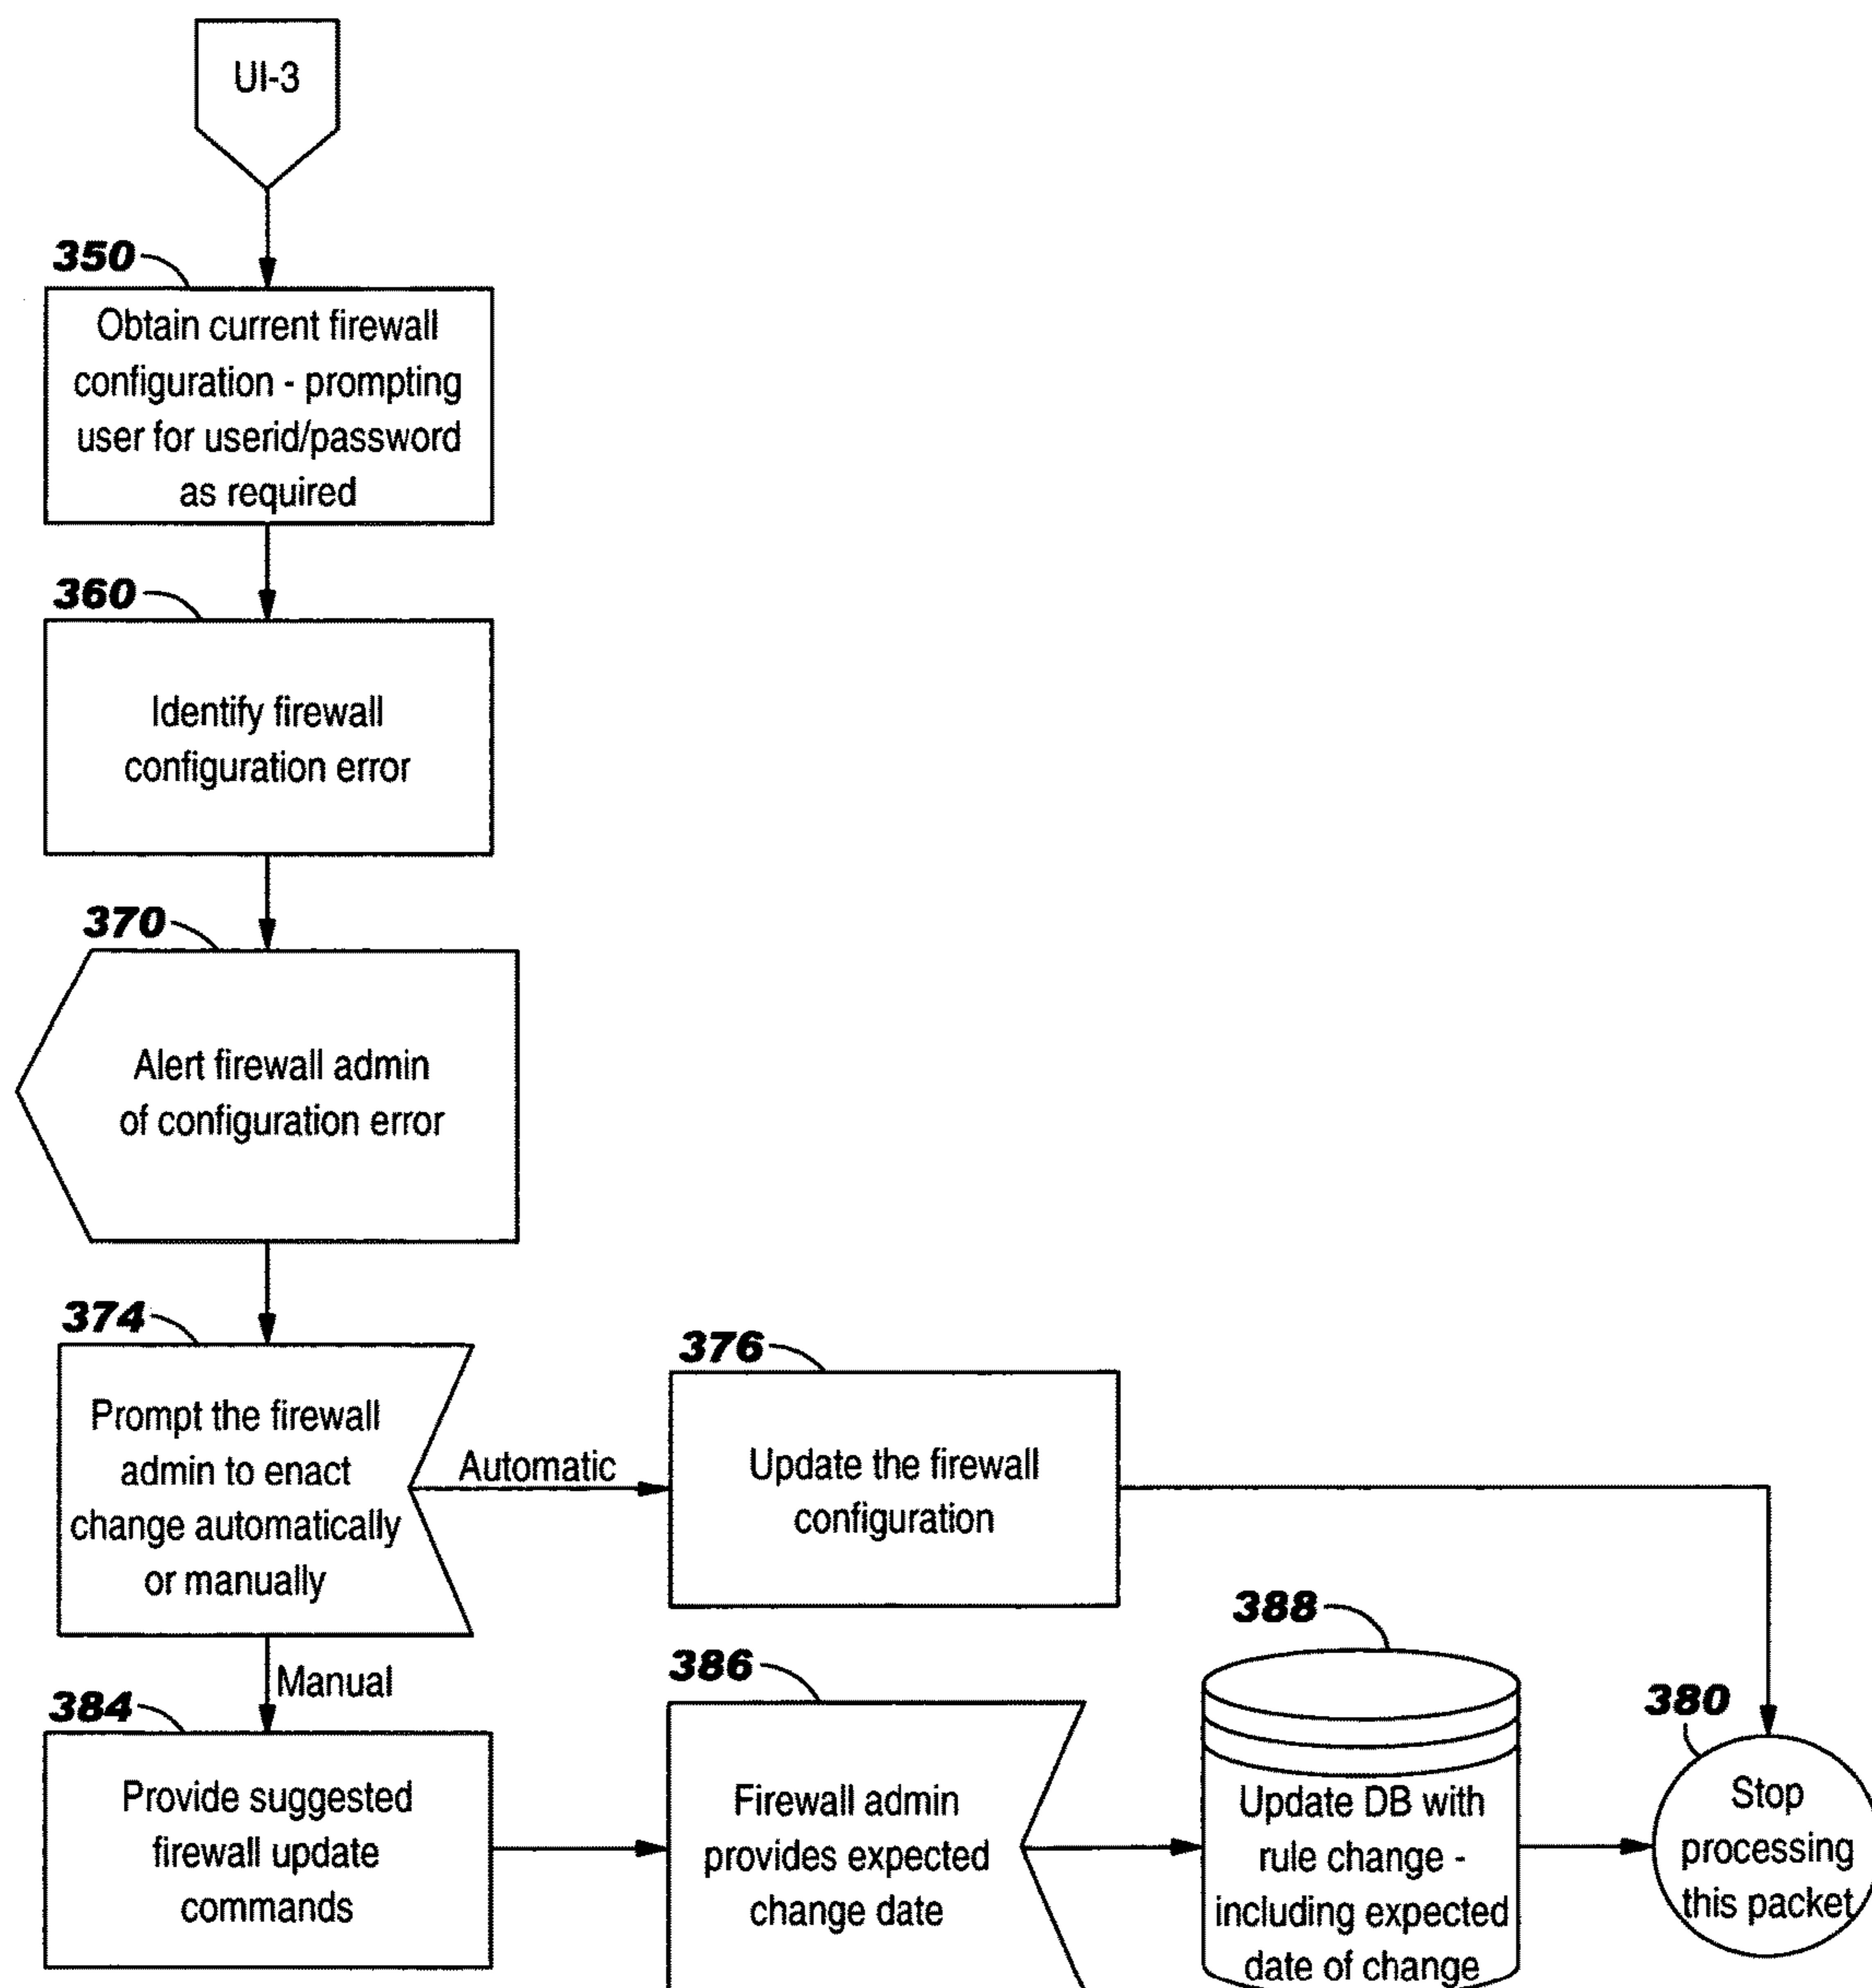 UI-3
350
Obtain current firewall
configuration - prompting
user for userid/password
as required
360
Identify firewall
configuration error
370
Alert firewall admin
of configuration error
374
Prompt the firewall
admin to enact
change automatically
or manually
Automatic
376
Update the firewall
configuration
Manual
384
Provide suggested
firewall update
commands
386
Firewall admin
provides expected
change date
388
Update DB with
rule change -
including expected
date of change
380
Stop
processing
this packet